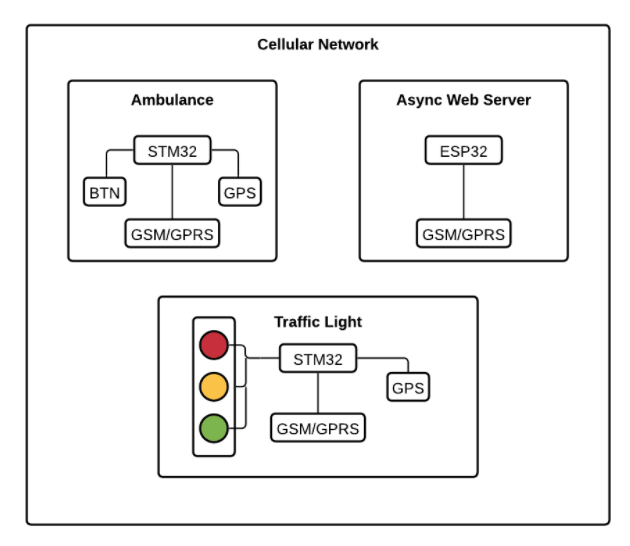 Cellular Network
Ambulance
STM32
BTN
GPS
GSM/GPRS
Async Web Server
ESP32
GSM/GPRS
Traffic Light
STM32
GPS
GSM/GPRS